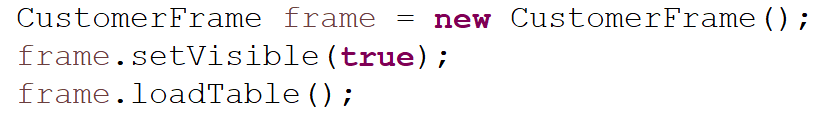 CustomerFrame frame = new CustomerFrame();
frame.setVisible(true);
frame.loadTable();